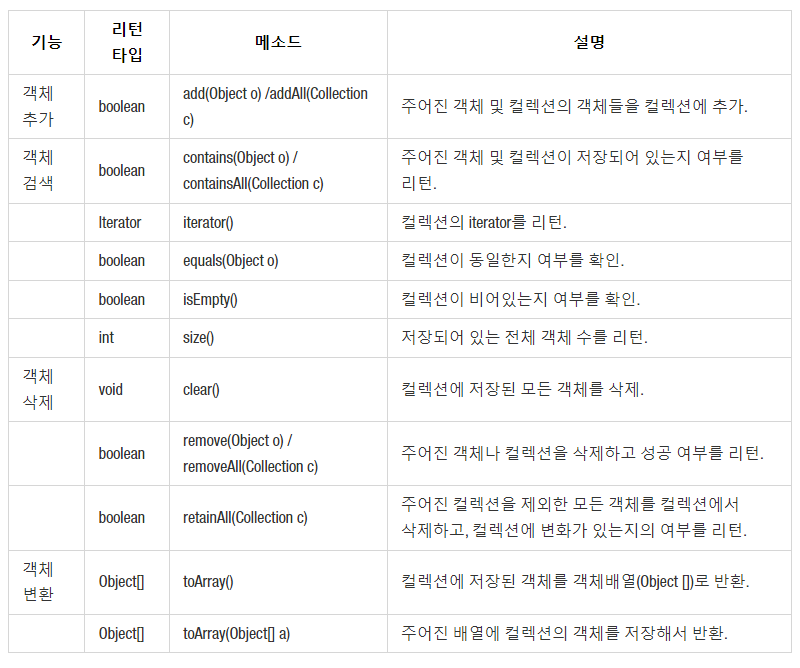 기능
리턴
타입
메소드
설명
객체
추가
boolean
add(Object o) /addAll(Collection
c)
주어진 객체 및 컬렉션의 객체들을 컬렉션에 추가.
객체
검색
boolean
contains(Object o) /
containsAll(Collection c)
주어진 객체 및 컬렉션이 저장되어 있는지 여부를
리턴.
Iterator
iterator()
컬렉션의 iterator를 리턴.
boolean
equals(Object o)
컬렉션이 동일한지 여부를 확인.
boolean
isEmpty()
컬렉션이 비어있는지 여부를 확인.
int
size()
저장되어 있는 전체 객체 수를 리턴.
객체
삭제
void
clear()
컬렉션에 저장된 모든 객체를 삭제.
boolean
remove(Object o) /
removeAll(Collection c)
주어진 객체나 컬렉션을 삭제하고 성공 여부를 리턴.
boolean
retainAll(Collection c)
주어진 컬렉션을 제외한 모든 객체를 컬렉션에서
삭제하고, 컬렉션에 변화가 있는지의 여부를 리턴.
객체
변환
Object[]
toArray()
컬렉션에 저장된 객체를 객체배열(Object [])로 반환.
Object[]
toArray(Object[] a)
주어진 배열에 컬렉션의 객체를 저장해서 반환.